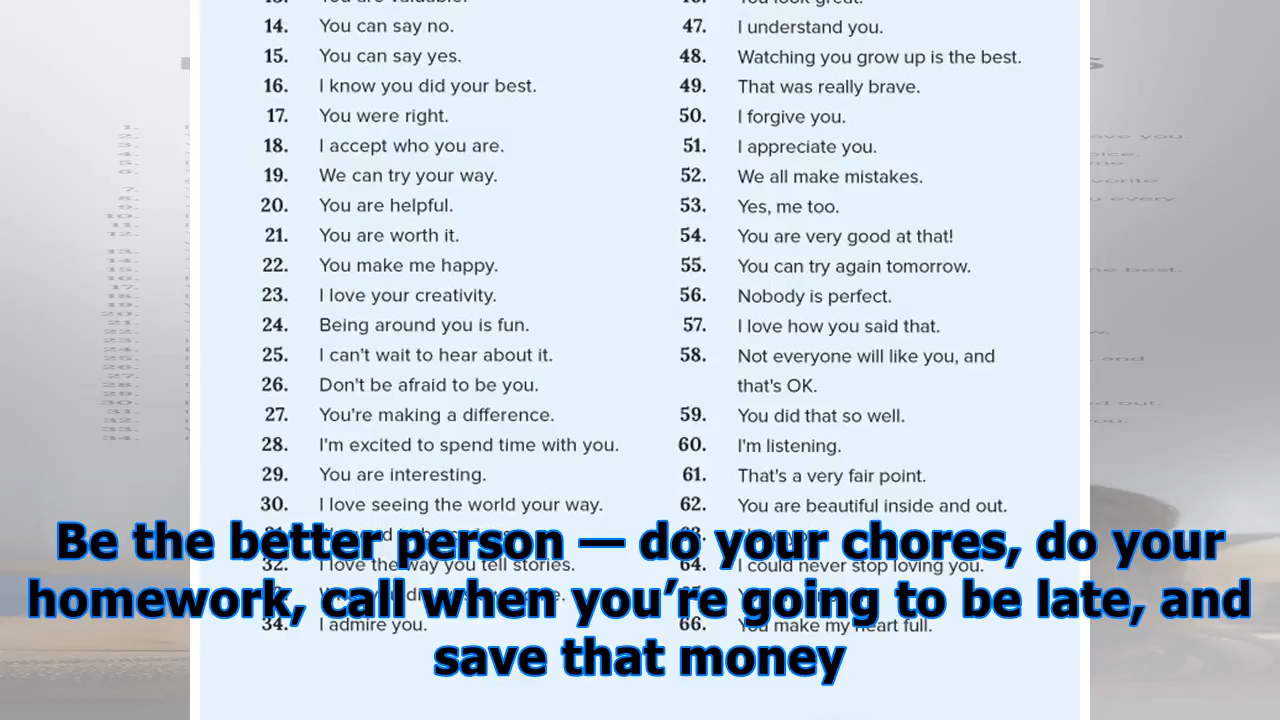 14. You can say no.
15. You can say yes.
16. I know you did your best.
17. You were right.
18. I accept who you are.
19. We can try your way.
20. You are helpful.
21. You are worth it.
22. You make me happy.
23. I love your creativity.
24. Being around you is fun.
25. I can't wait to hear about it.
26. Don't be afraid to be you.
27. You're making a difference.
28. I'm excited to spend time with you.
29. You are interesting.
30. I love seeing the world your way.
32. I love the way you tell stories.
34. I admire you.
47. I understand you.
48. Watching you grow up is the best.
49. That was really brave.
50. I forgive you.
51. I appreciate you.
52. We all make mistakes.
53. Yes, me too.
54. You are very good at that!
55. You can try again tomorrow.
56. Nobody is perfect.
57. I love how you said that.
58. Not everyone will like you, and
that's OK.
59. You did that so well.
60. I'm listening.
61. That's a very fair point.
62. You are beautiful inside and out.
64. I could never stop loving you.
66. You make my heart full.
Be the better person — do your chores, do your
homework, call when you’re going to be late, and
save that money